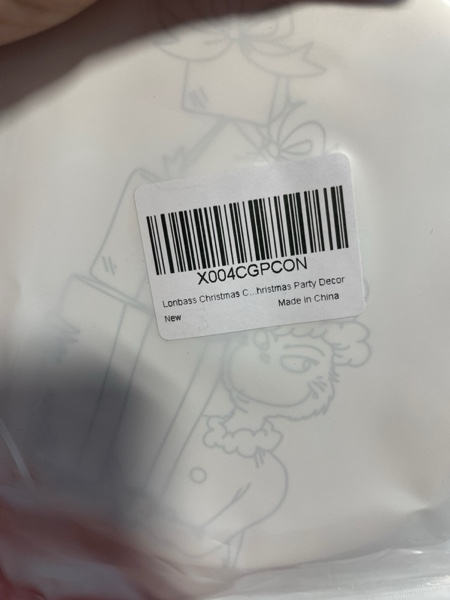 X004CGPCON
Lonbass Christmas C...hristmas Party Decor
New
Made in China